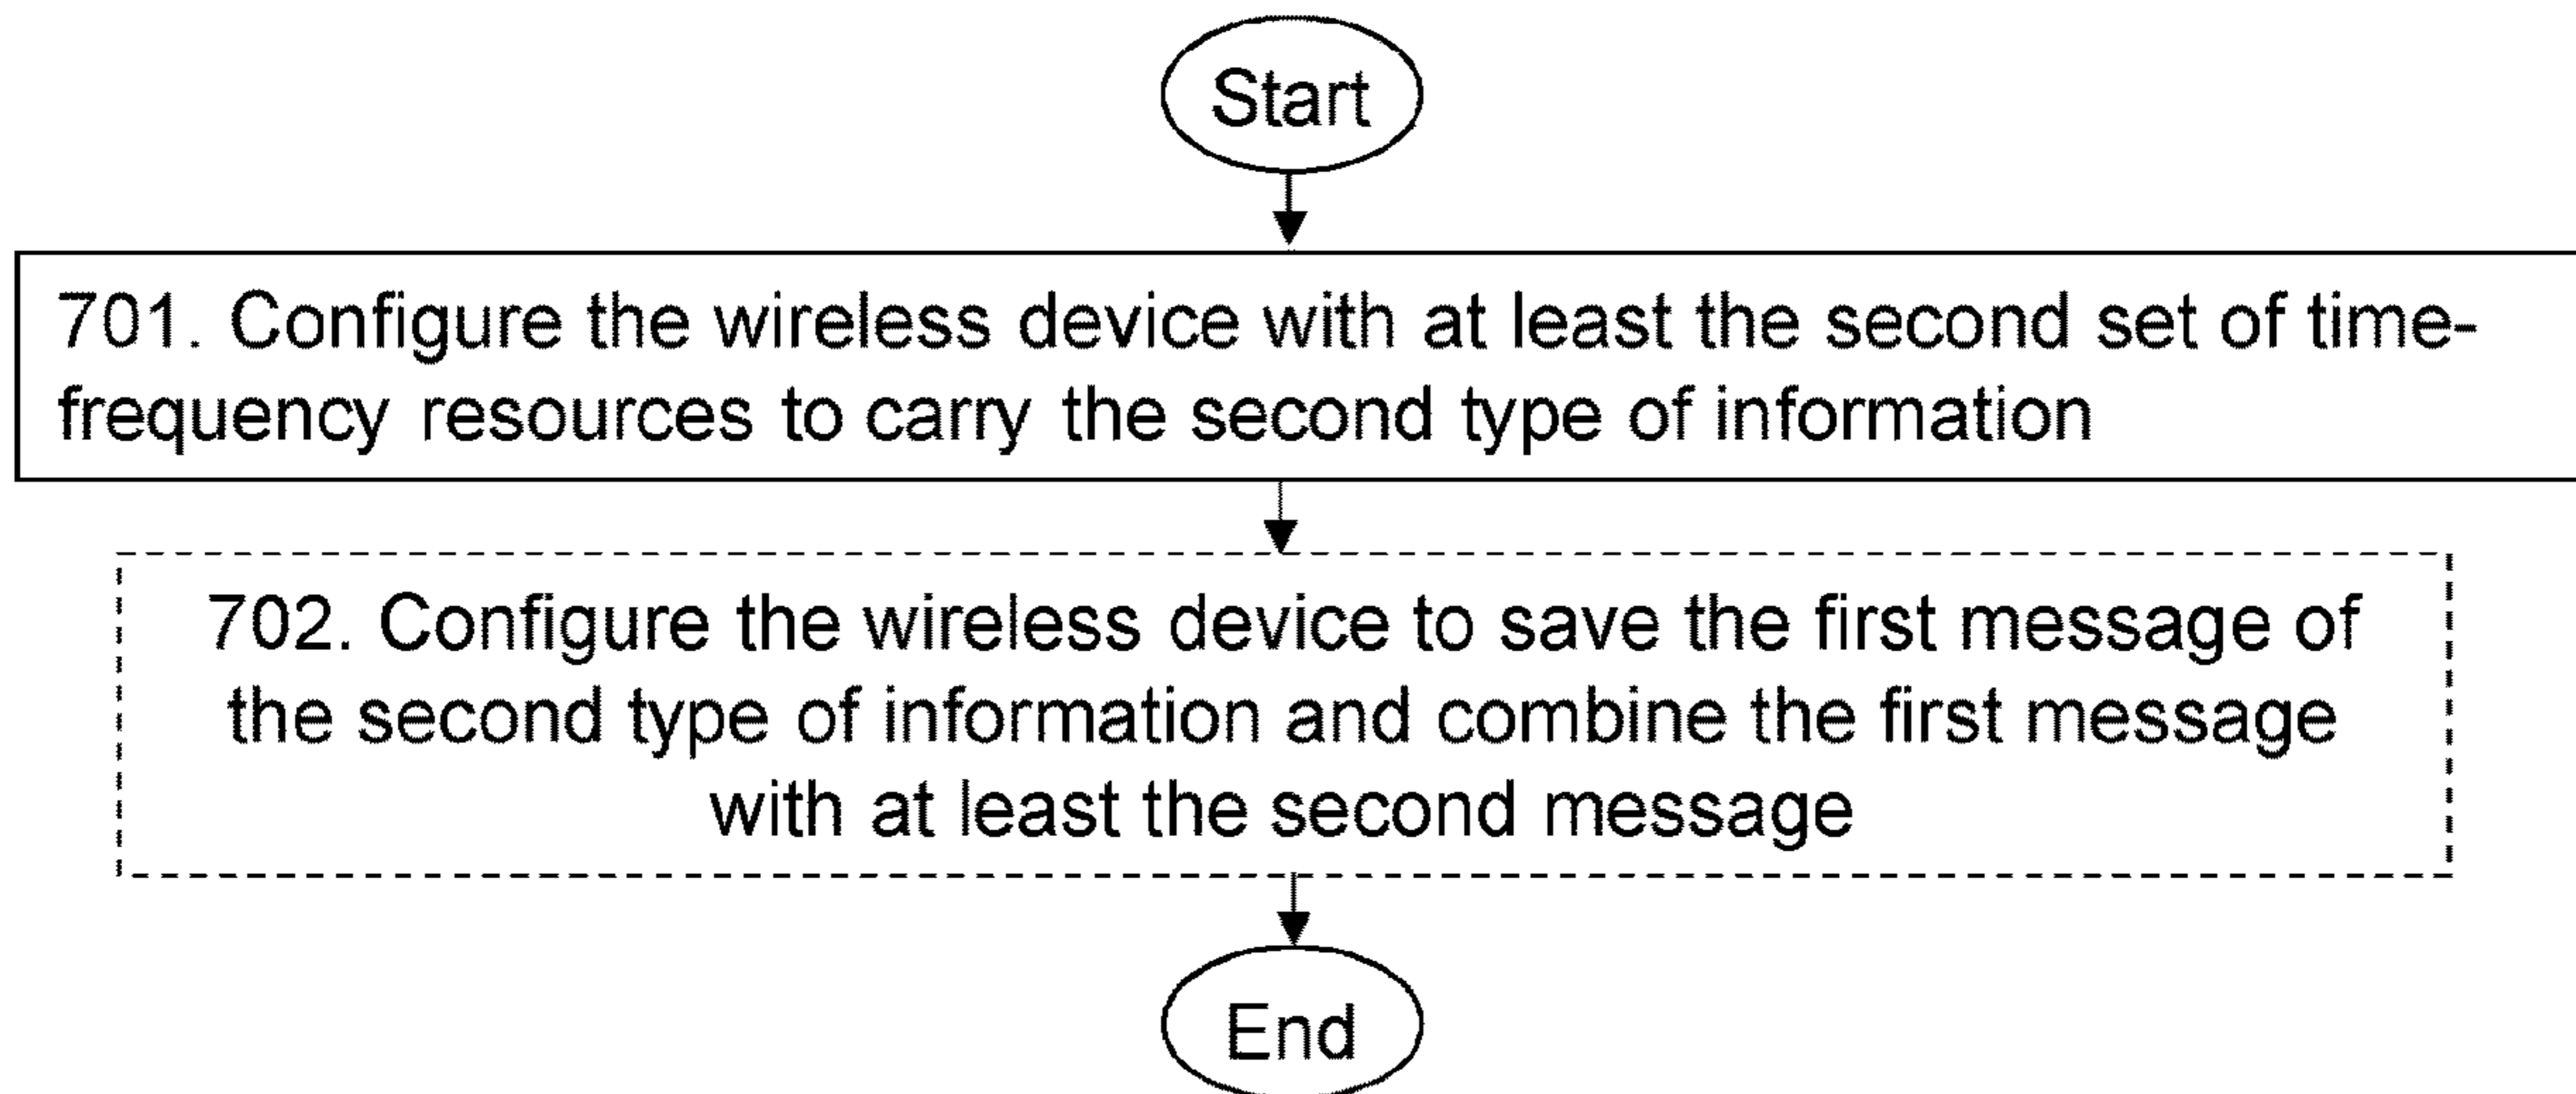 Start
701. Configure the wireless device with at least the second set of time-
frequency resources to carry the second type of information
702. Configure the wireless device to save the first message of
the second type of information and combine the first message
with at least the second message
End